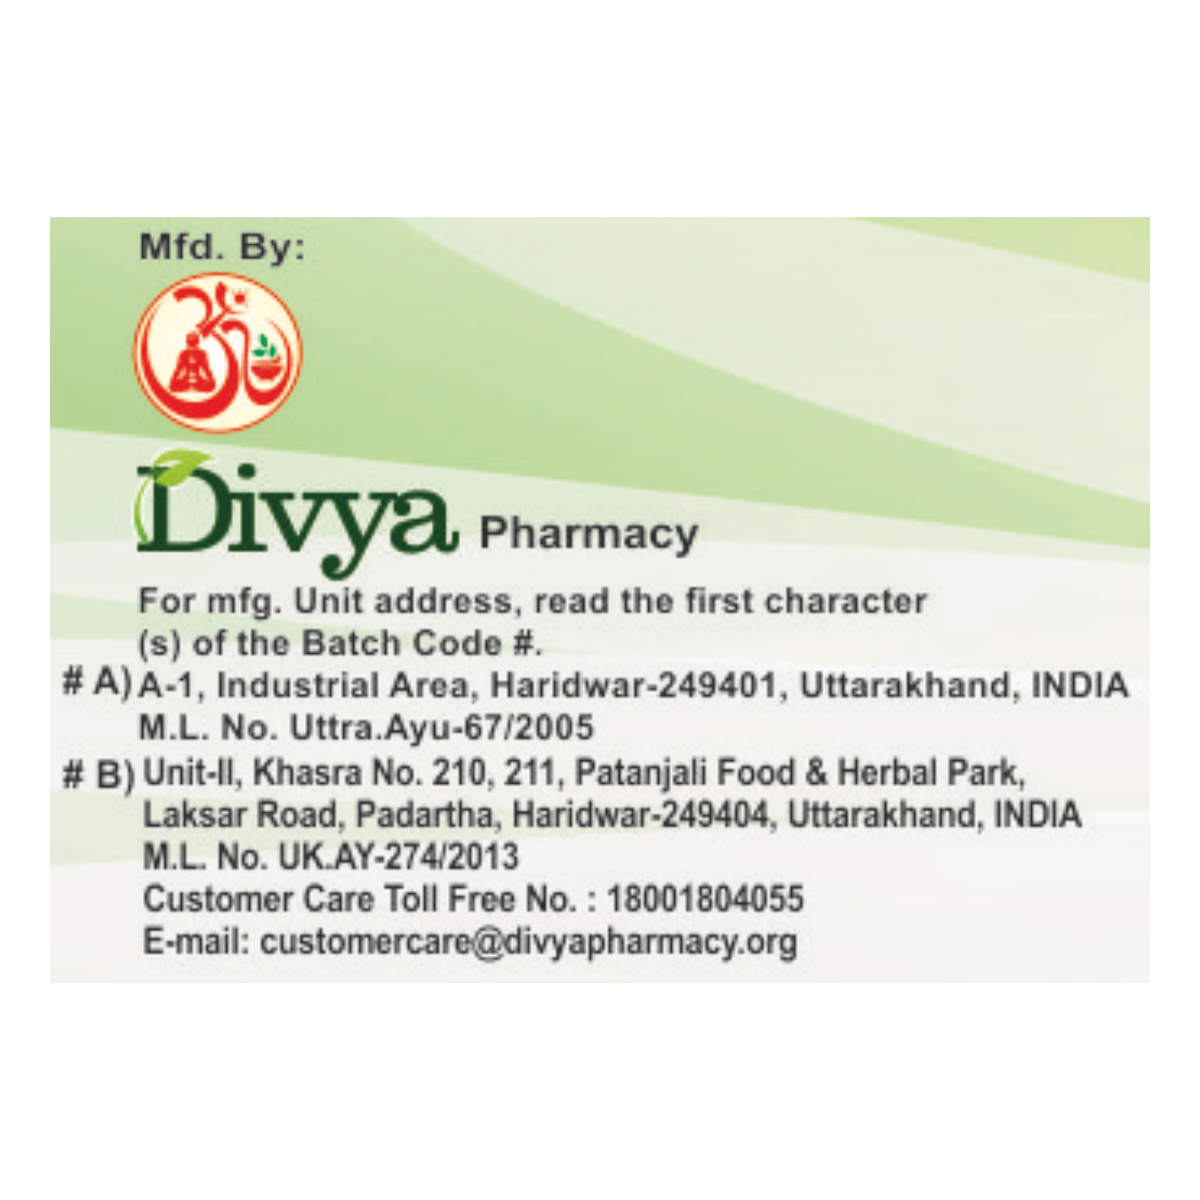 Mfd. By:
Divya Pharmacy
For mfg. Unit address, read the first character
(s) of the Batch Code #.
# A) A-1, Industrial Area, Haridwar-249401, Uttarakhand, INDIA
M.L. No. Uttra.Ayu-67/2005
# B) Unit-II, Khasra No. 210, 211, Patanjali Food & Herbal Park,
Laksar Road, Padartha, Haridwar-249404, Uttarakhand, INDIA
M.L. No. UK.AY-274/2013
Customer Care Toll Free No. : 18001804055
E-mail: customercare@divyapharmacy.org